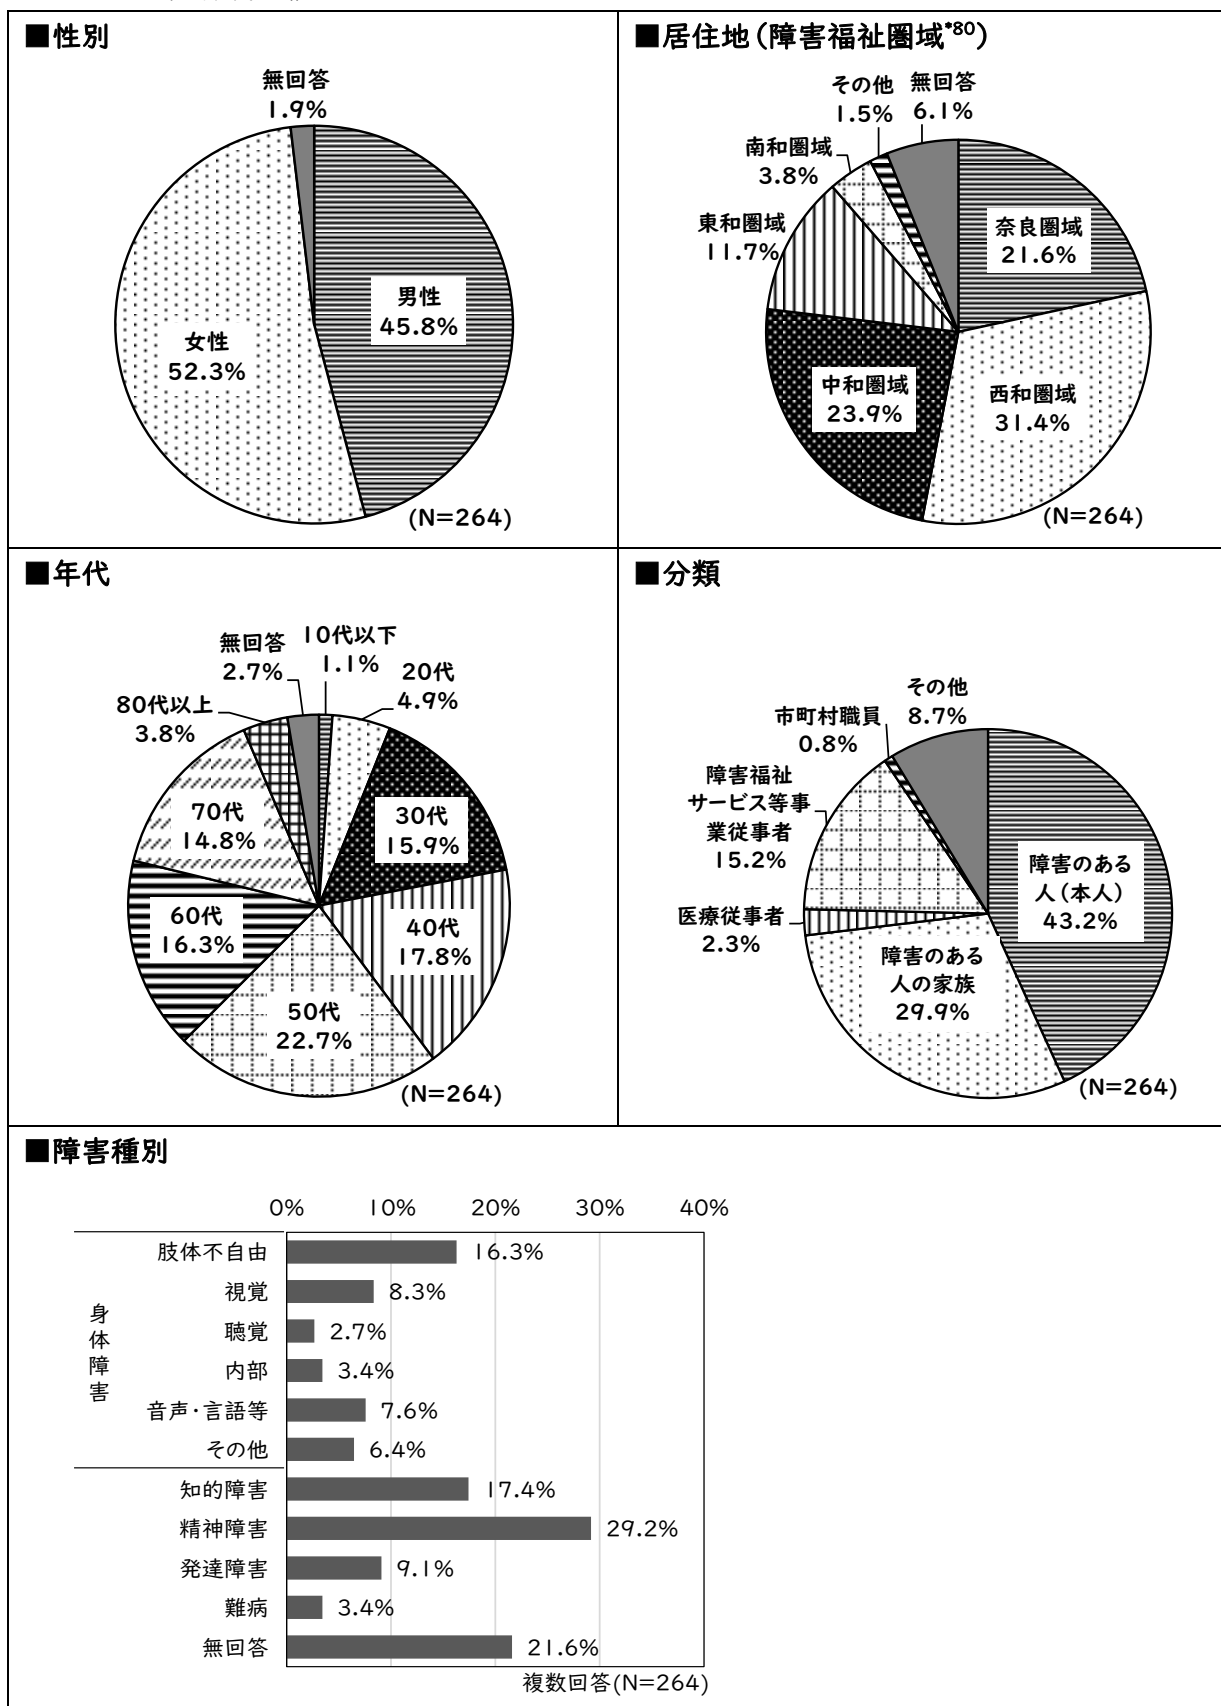 ■性別
無回答
1.9%
男性
45.8%
女性
52.3%
(N=264)
■居住地(障害福祉圏域*80)
その他
1.5%
無回答
6.1%
南和圏域
3.8%
東和圏域
11.7%
奈良圏域
21.6%
中和圏域
23.9%
西和圏域
31.4%
(N=264)
■年代
無回答
2.7%
10代以下
1.1%
20代
4.9%
80代以上
3.8%
70代
14.8%
30代
15.9%
60代
16.3%
40代
17.8%
50代
22.7%
(N=264)
■分類
その他
8.7%
市町村職員
0.8%
障害福祉
サービス等事
業従事者
15.2%
医療従事者
2.3%
障害のある
人(本人)
43.2%
障害のある
人の家族
29.9%
(N=264)
■障害種別
0% 10% 20% 30% 40%
身体障害
肢体不自由 16.3%
視覚 8.3%
聴覚 2.7%
内部 3.4%
音声・言語等 7.6%
その他 6.4%
知的障害 17.4%
精神障害 29.2%
発達障害 9.1%
難病 3.4%
無回答 21.6%
複数回答(N=264)